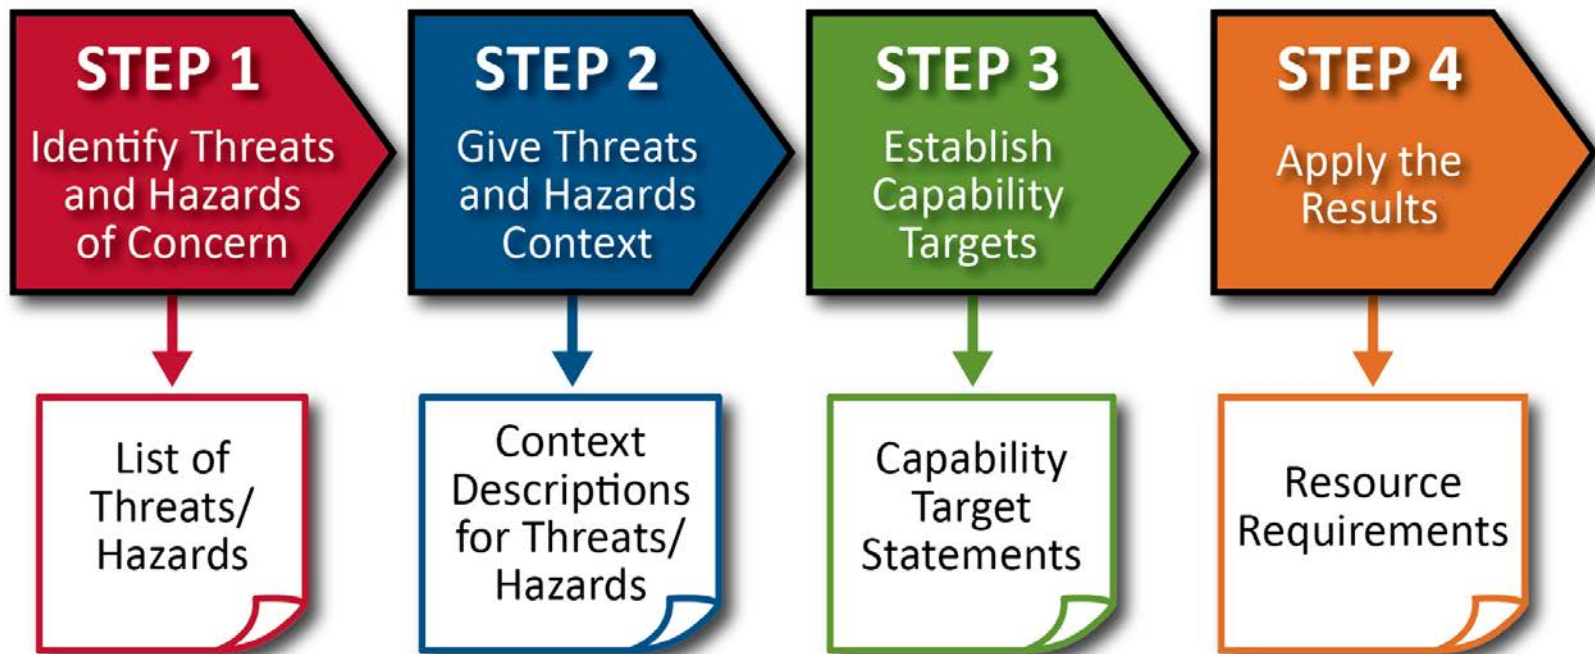 STEP 1
Identify Threats
and Hazards
of Concern
STEP 2
Give Threats
and Hazards
Context
STEP 3
Establish
Capability
Targets
STEP 4
Apply the
Results
List of
Threats/
Hazards
Context
Descriptions
for Threats/
Hazards
Capability
Target
Statements
Resource
Requirements